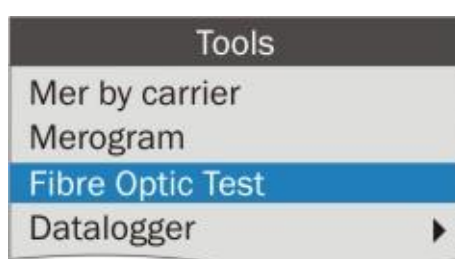 Tools
Mer by carrier
Merogram
Fibre Optic Test
Datalogger